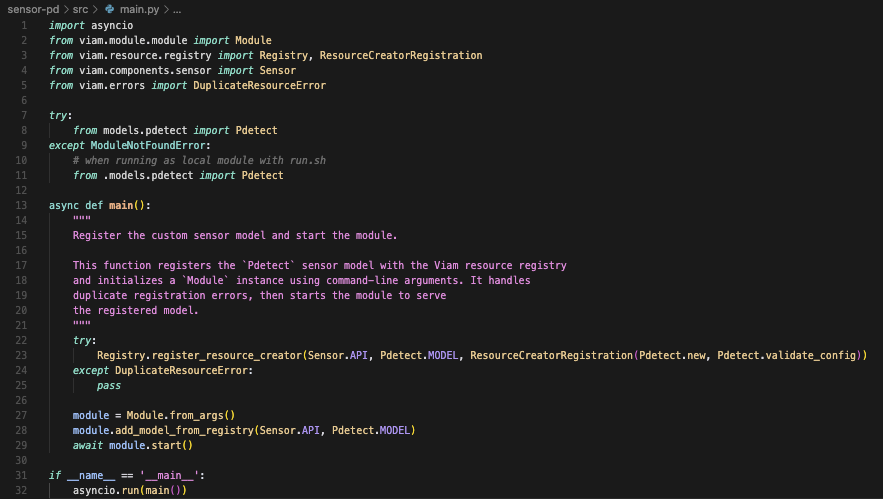 sensor-pd > src > main.py > ...
1 import asyncio
2 from viam.module.module import Module
3 from viam.resource.registry import Registry, ResourceCreatorRegistration
4 from viam.components.sensor import Sensor
5 from viam.errors import DuplicateResourceError
6
7 try:
8     from models.pdetect import Pdetect
9 except ModuleNotFoundError:
10     # when running as local module with run.sh
11     from .models.pdetect import Pdetect
12
13 async def main():
14     """
15     Register the custom sensor model and start the module.
16
17     This function registers the `Pdetect` sensor model with the Viam resource registry
18     and initializes a `Module` instance using command-line arguments. It handles
19     duplicate registration errors, then starts the module to serve
20     the registered model.
21     """
22     try:
23         Registry.register_resource_creator(Sensor.API, Pdetect.MODEL, ResourceCreatorRegistration(Pdetect.new, Pdetect.validate_config))
24     except DuplicateResourceError:
25         pass
26
27     module = Module.from_args()
28     module.add_model_from_registry(Sensor.API, Pdetect.MODEL)
29     await module.start()
30
31 if __name__ == '__main__':
32     asyncio.run(main())